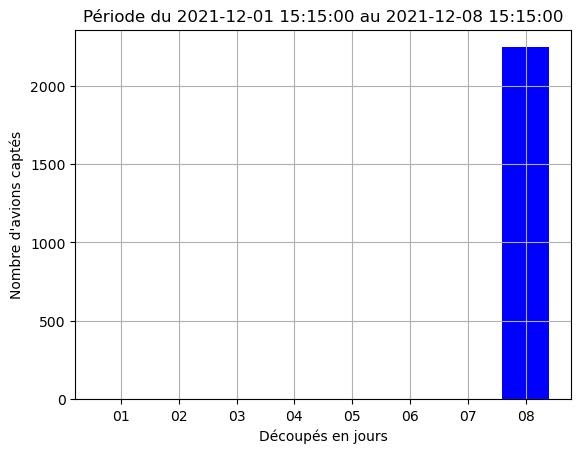 Période du 2021-12-01 15:15:00 au 2021-12-08 15:15:00
Nombre d'avions captés
2000
1500
1000
500
0
01 02 03 04 05 06 07 08
Découpés en jours